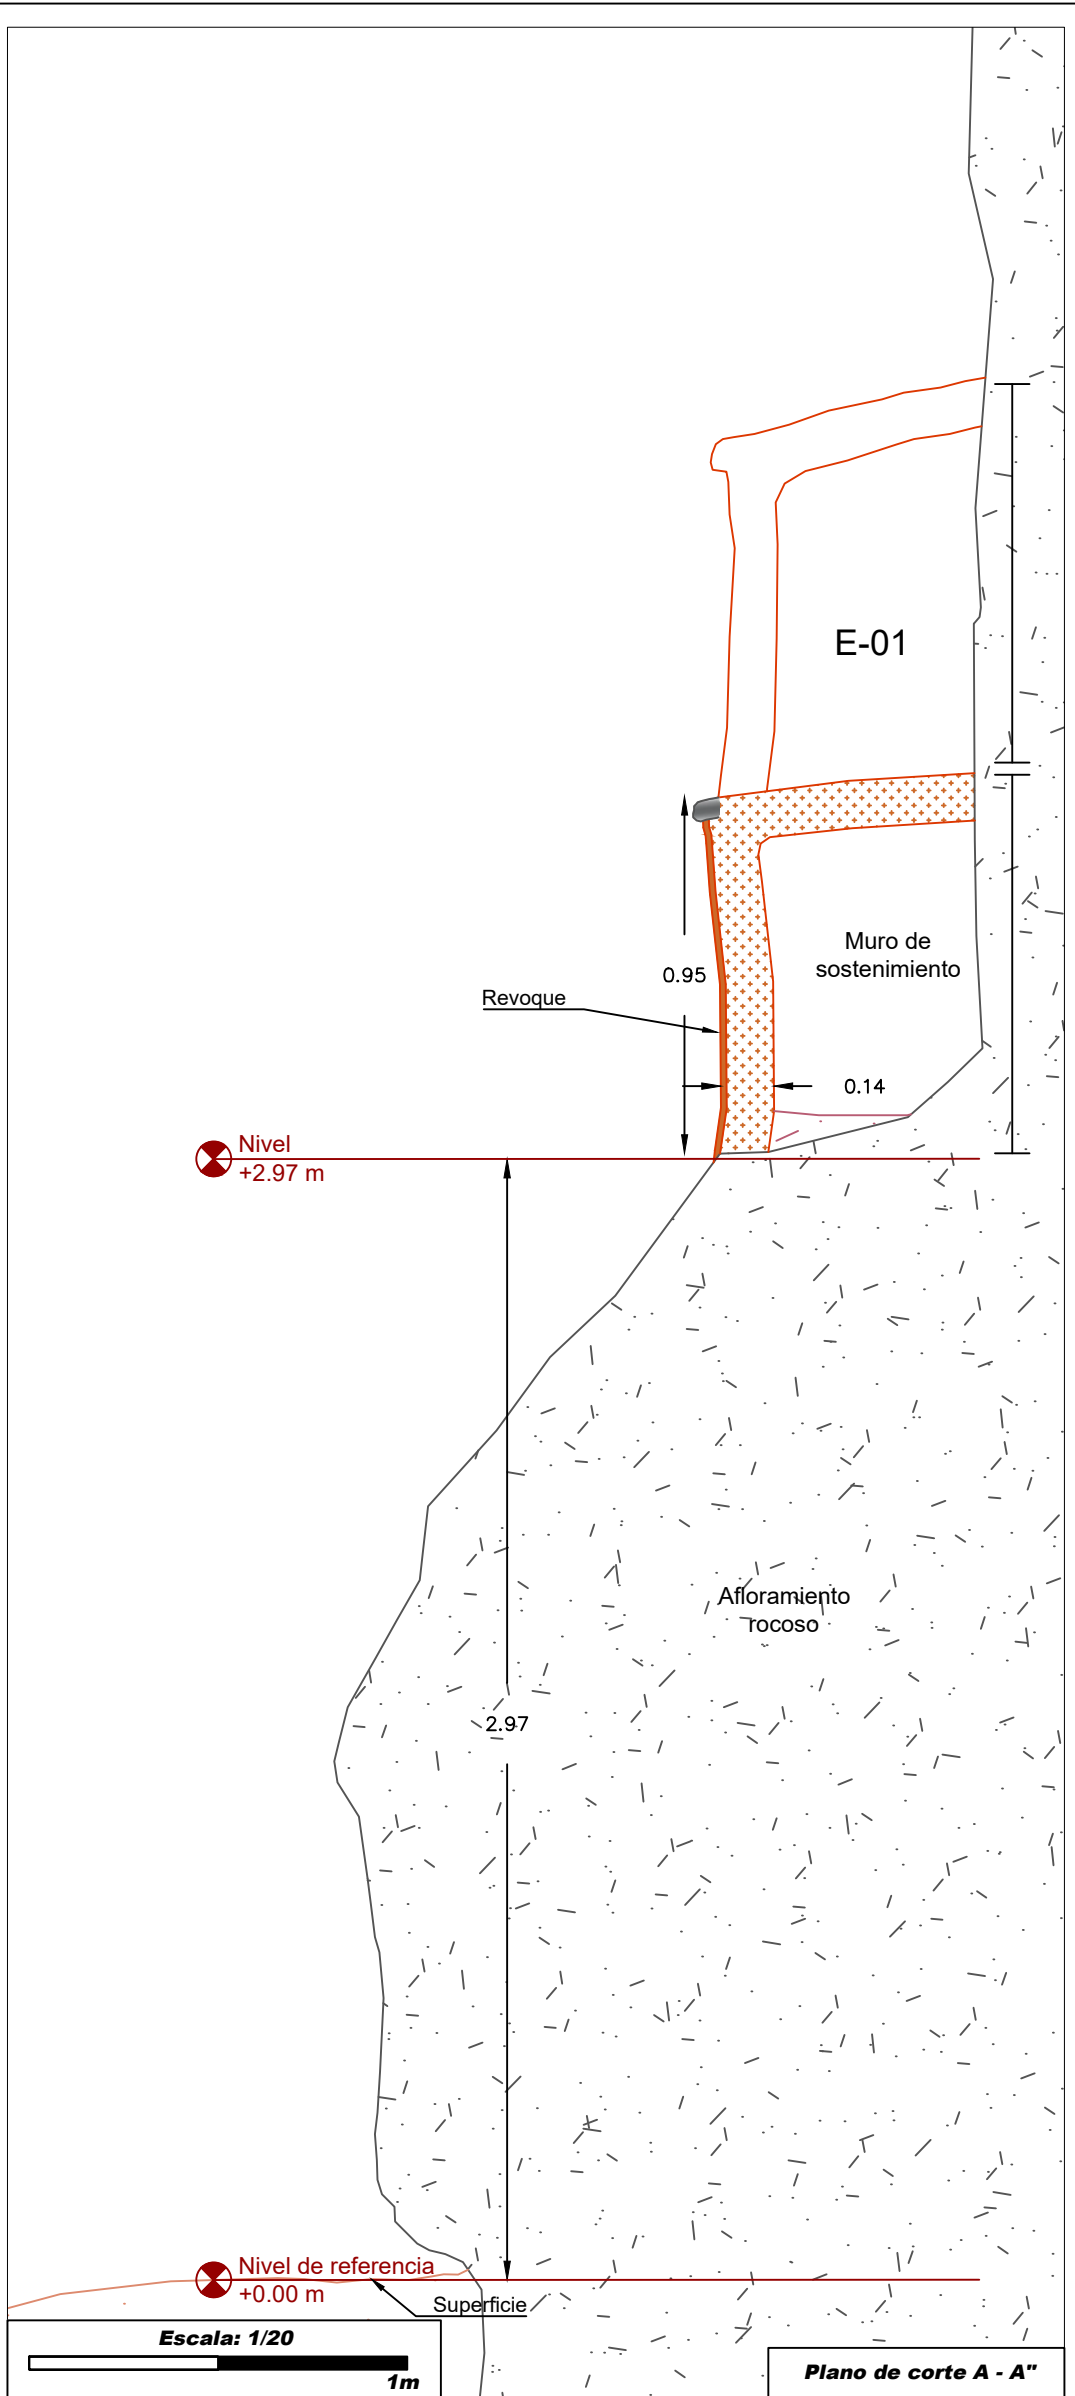 E-01
Muro de
sostenimiento
0.95
Revoque
0.14
Nivel
+2.97 m
Afloramiento
rocoso
2.97
Nivel de referencia
+0.00 m
Superficie
Escala: 1/20
1m
Plano de corte A - A"